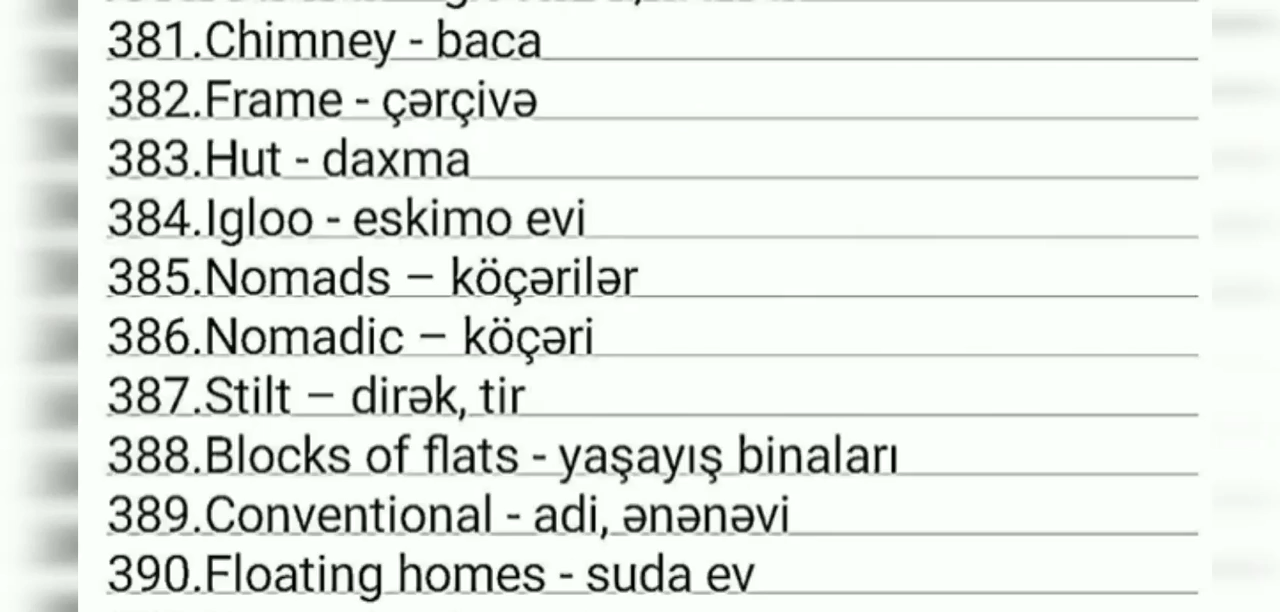 381.Chimney - baca
382.Frame - çərçivə
383.Hut - daxma
384.Igloo - eskimo evi
385.Nomads – köçərilər
386.Nomadic – köçəri
387.Stilt – dirək, tir
388.Blocks of flats - yaşayış binaları
389.Conventional - adi, ənənəvi
390.Floating homes - suda ev